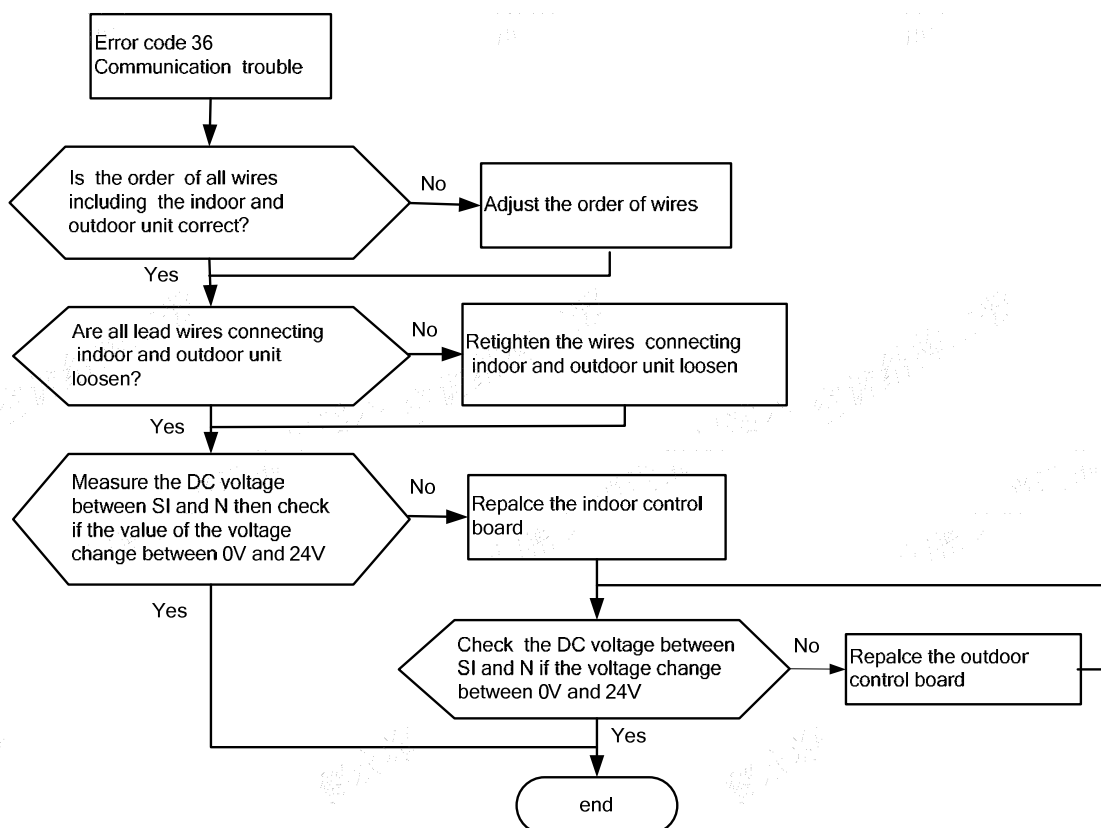 Error code 36
Communication trouble
Is the order of all wires
including the indoor and
outdoor unit correct?
No
Adjust the order of wires
Yes
Are all lead wires connecting
indoor and outdoor unit
loosen?
No
Retighten the wires connecting
indoor and outdoor unit loosen
Yes
Measure the DC voltage
between SI and N then check
if the value of the voltage
change between 0V and 24V
No
Repalce the indoor control
board
Yes
Check the DC voltage between
SI and N if the voltage change
between 0V and 24V
No
Repalce the outdoor
control board
Yes
end